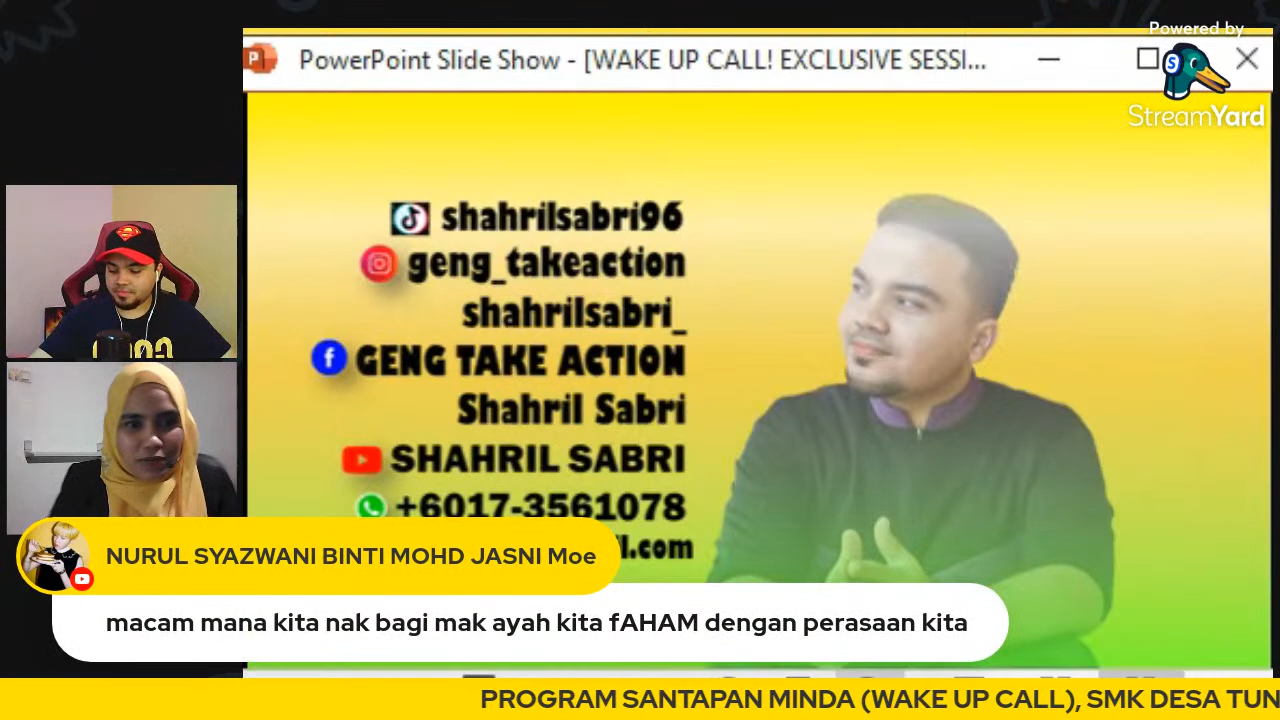 Powered by
PowerPoint Slide Show - [WAKE UP CALL! EXCLUSIVE SESSI...
StreamYard
shahrilsabri96
geng_takeaction
shahrilsabri_
GENG TAKE ACTION
Shahril Sabri
SHAHRIL SABRI
+6017-3561078
l.com
NURUL SYAZWANI BINTI MOHD JASNI Moe
macam mana kita nak bagi mak ayah kita fAHAM dengan perasaan kita
PROGRAM SANTAPAN MINDA (WAKE UP CALL), SMK DESA TUN